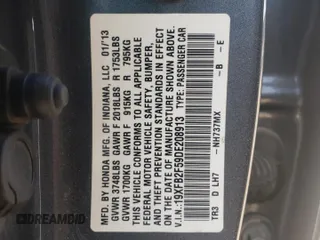 MFD. BY HONDA MFG. OF INDIANA, LLC 01/'13
GVWR 3748LBS GAWR F 2018LBS R 1753LBS
GVWR 1700KG GAWR F 915KG R 795KG
THIS VEHICLE CONFORMS TO ALL APPLICABLE
FEDERAL MOTOR VEHICLE SAFETY, BUMPER,
AND THEFT PREVENTION STANDARDS IN EFFECT
ON THE DATE OF MANUFACTURE SHOWN ABOVE.
V.I.N.: 19XFB2F59DE208913 TYPE: PASSENGER CAR
NH737MX -B -E
TR3 D LH7
© DREAMBID